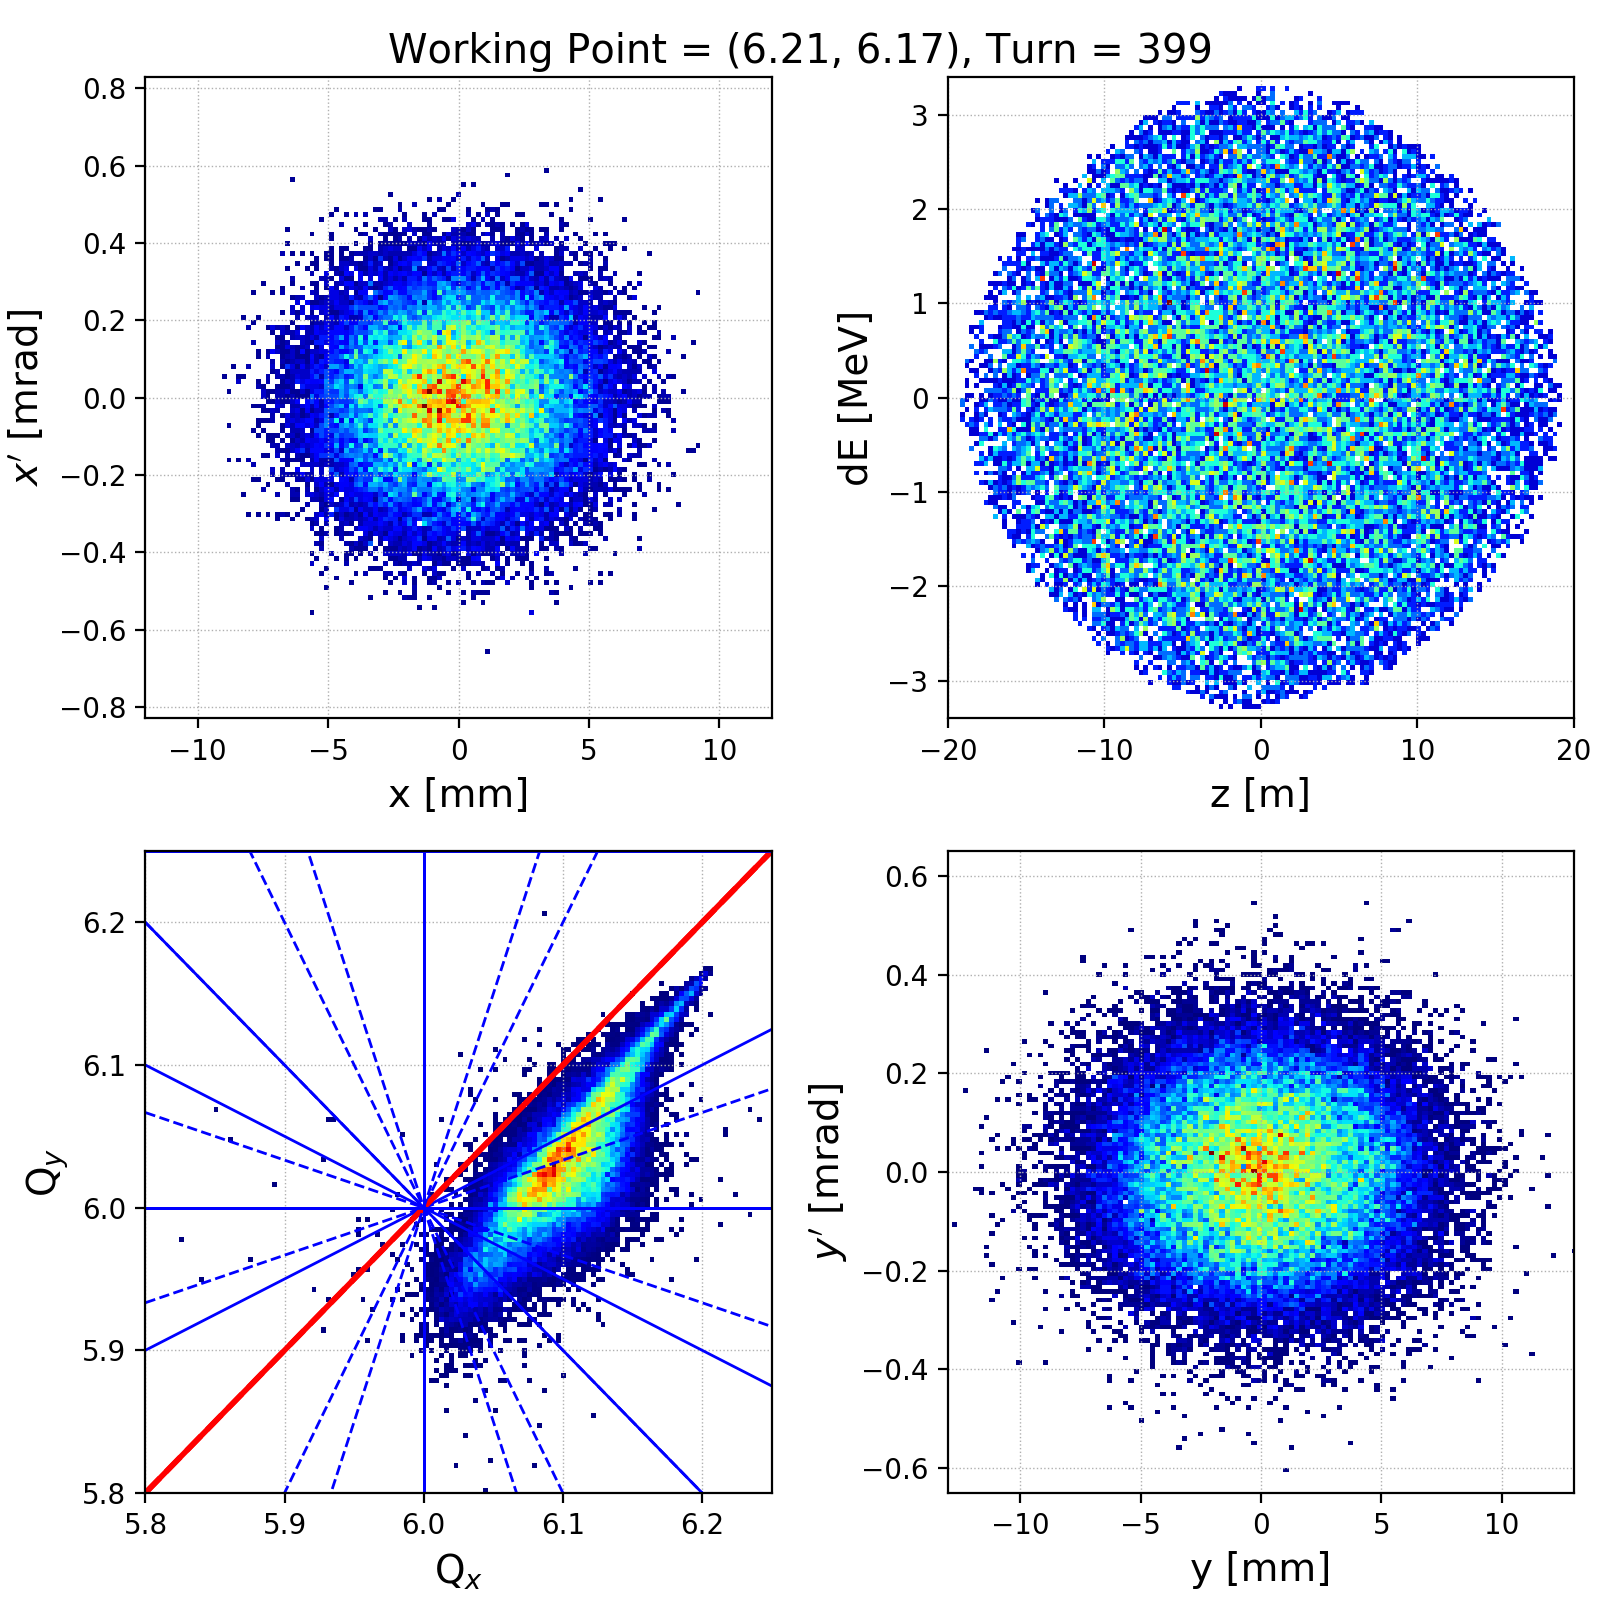 Working Point = (6.21, 6.17), Turn = 399
0.8
0.6
0.4
0.2
0.0
−0.2
−0.4
−0.6
−0.8
x′ [mrad]
−10 −5 0 5 10
x [mm]
3
2
1
0
−1
−2
−3
dE [MeV]
−20 −10 0 10 20
z [m]
6.2
6.1
6.0
5.9
5.8
Qy
5.8 5.9 6.0 6.1 6.2
Qx
0.6
0.4
0.2
0.0
−0.2
−0.4
−0.6
y′ [mrad]
−10 −5 0 5 10
y [mm]